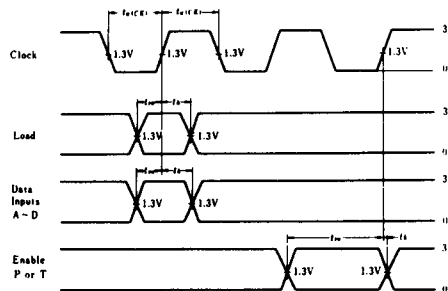 tw(CK) tw(CK)
3
Clock 1.3V 1.3V 1.3V 1.3V
0
tsu th
3
Load 1.3V 1.3V
0
tsu th
3
Data
Inputs 1.3V 1.3V
A ~ D
0
tsu th
3
Enable
P or T 1.3V 1.3V
0